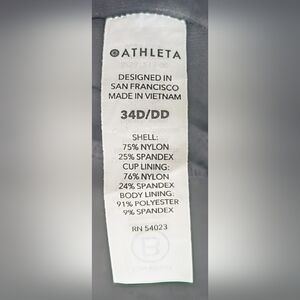 ATHLETA
DESIGNED IN
SAN FRANCISCO
MADE IN VIETNAM
34D/DD
SHELL:
75% NYLON
25% SPANDEX
CUP LINING:
76% NYLON
24% SPANDEX
BODY LINING:
91% POLYESTER
9% SPANDEX
RN 54023
B